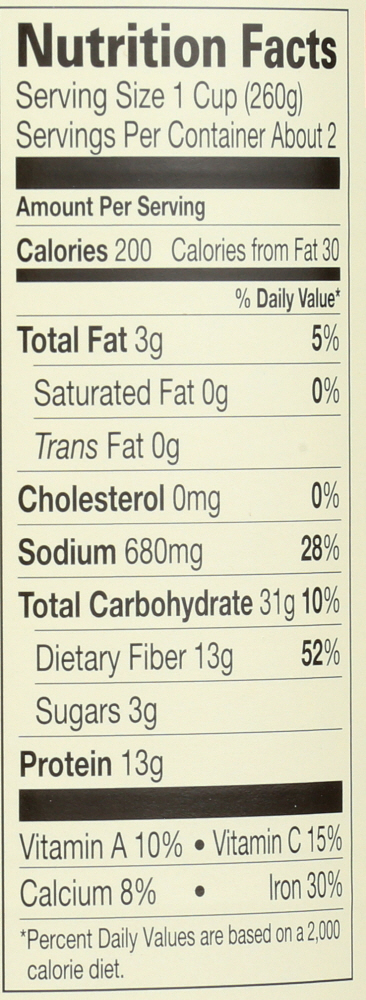 Nutrition Facts
Serving Size 1 Cup (260g)
Servings Per Container About 2
Amount Per Serving
Calories 200 Calories from Fat 30
% Daily Value*
Total Fat 3g 5%
Saturated Fat 0g 0%
Trans Fat 0g
Cholesterol 0mg 0%
Sodium 680mg 28%
Total Carbohydrate 31g 10%
Dietary Fiber 13g 52%
Sugars 3g
Protein 13g
Vitamin A 10% • Vitamin C 15%
Calcium 8% • Iron 30%
*Percent Daily Values are based on a 2,000
calorie diet.